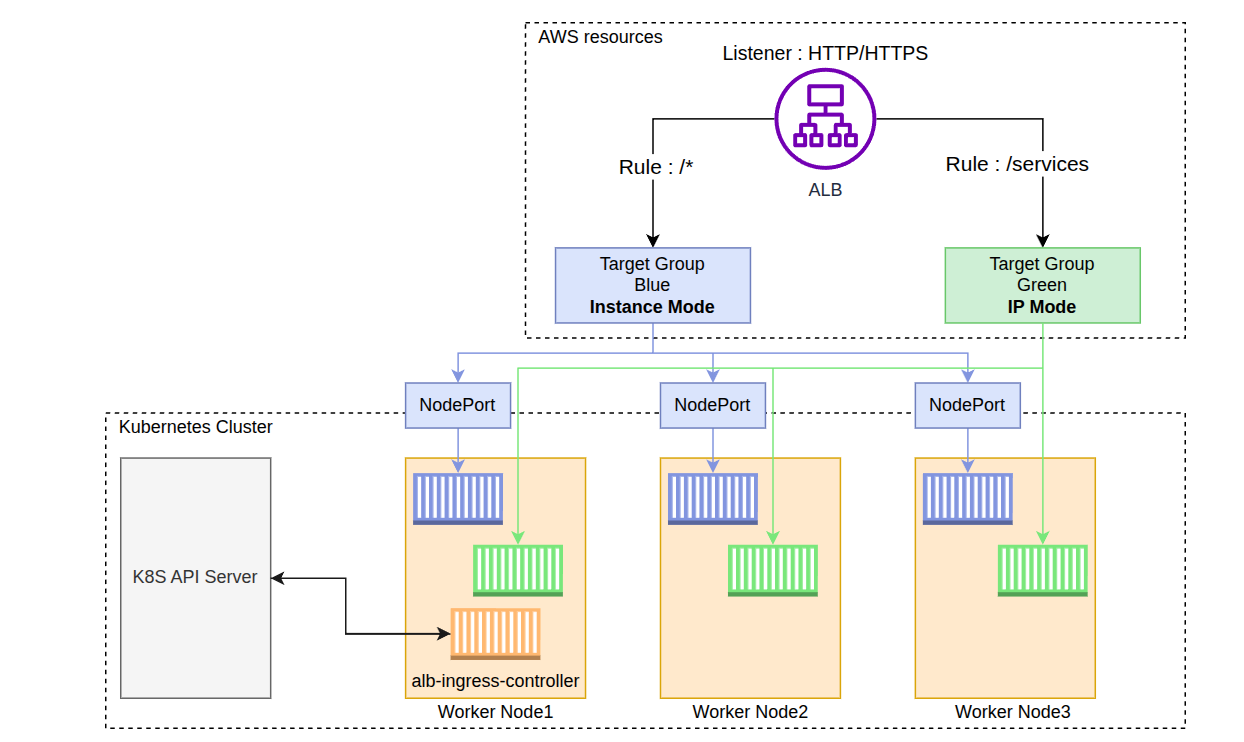 AWS resources
Listener : HTTP/HTTPS
Rule : /*
Rule : /services
ALB
Target Group
Blue
Instance Mode
Target Group
Green
IP Mode
NodePort
NodePort
NodePort
Kubernetes Cluster
K8S API Server
alb-ingress-controller
Worker Node1
Worker Node2
Worker Node3